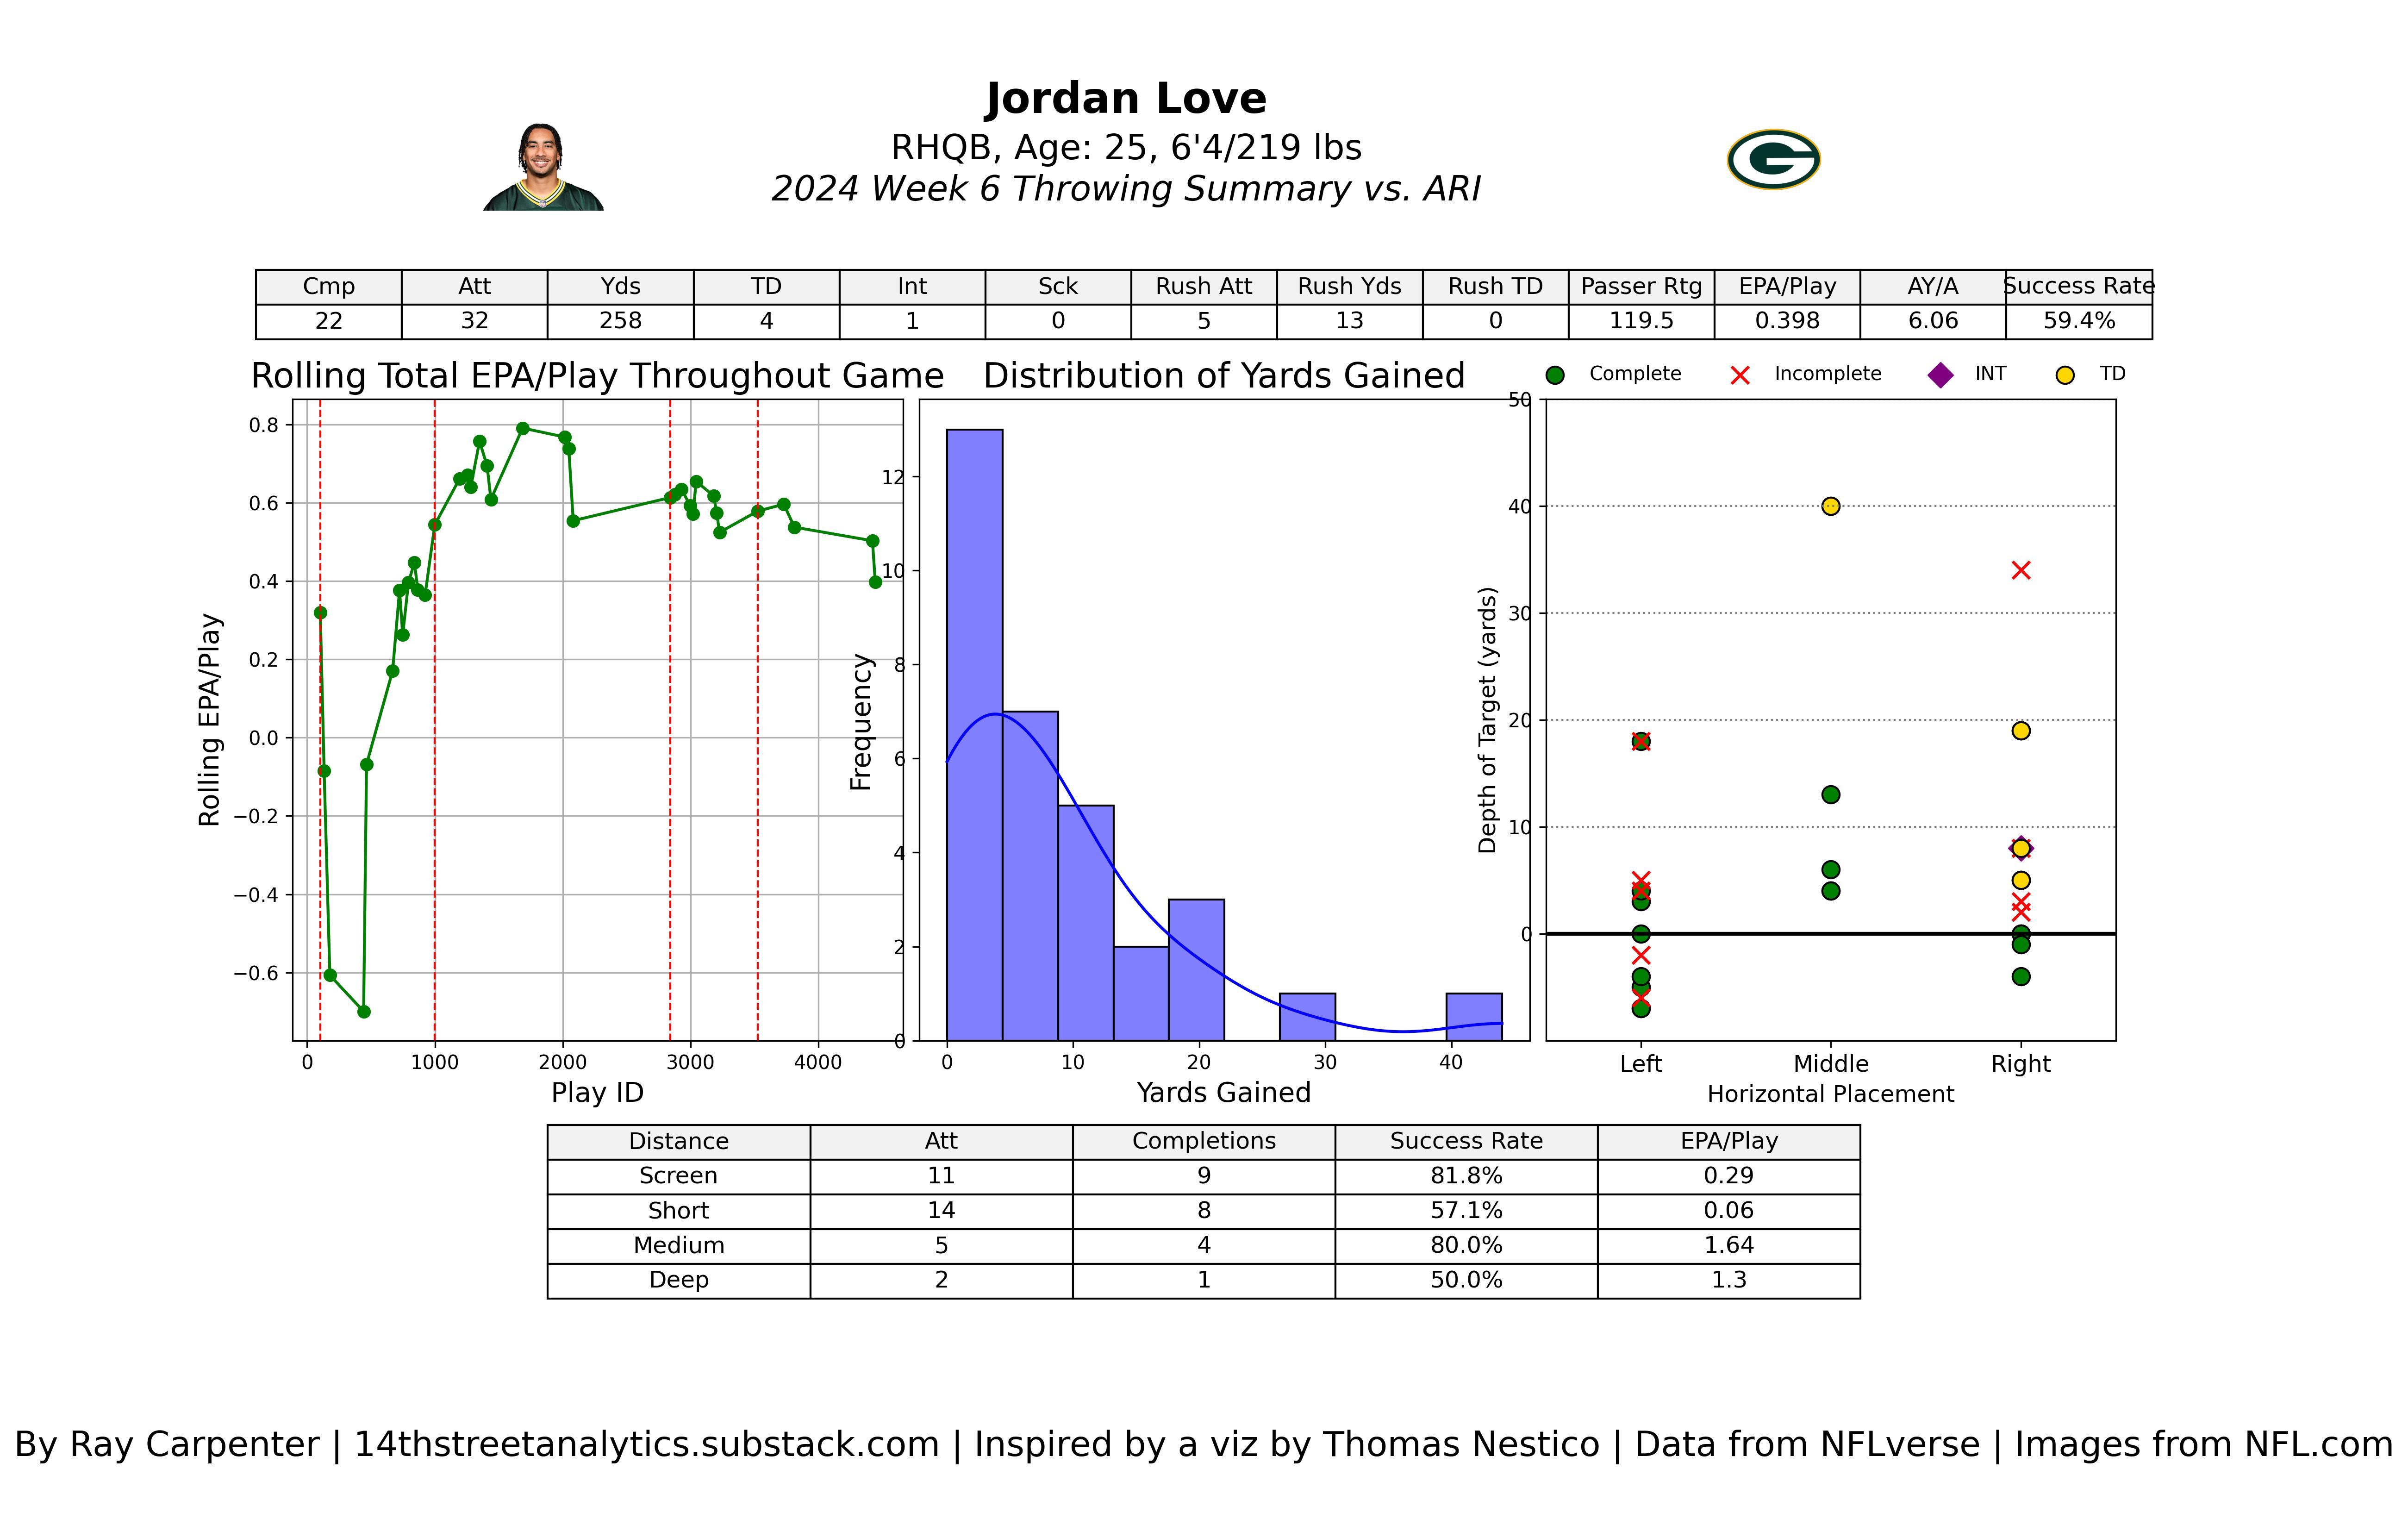 Jordan Love
RHQB, Age: 25, 6'4/219 lbs
2024 Week 6 Throwing Summary vs. ARI
Cmp Att Yds TD Int Sck Rush Att Rush Yds Rush TD Passer Rtg EPA/Play AY/A Success Rate
22 32 258 4 1 0 5 13 0 119.5 0.398 6.06 59.4%
Rolling Total EPA/Play Throughout Game
0.8
0.6
0.4
0.2
0.0
−0.2
−0.4
−0.6
Rolling EPA/Play
0 1000 2000 3000 4000
Play ID
Distribution of Yards Gained
12
10
8
6
4
2
0
Frequency
0 10 20 30 40
Yards Gained
Complete Incomplete INT TD
50
40
30
20
10
0
Depth of Target (yards)
Left Middle Right
Horizontal Placement
Distance Att Completions Success Rate EPA/Play
Screen 11 9 81.8% 0.29
Short 14 8 57.1% 0.06
Medium 5 4 80.0% 1.64
Deep 2 1 50.0% 1.3
By Ray Carpenter | 14thstreetanalytics.substack.com | Inspired by a viz by Thomas Nestico | Data from NFLverse | Images from NFL.com